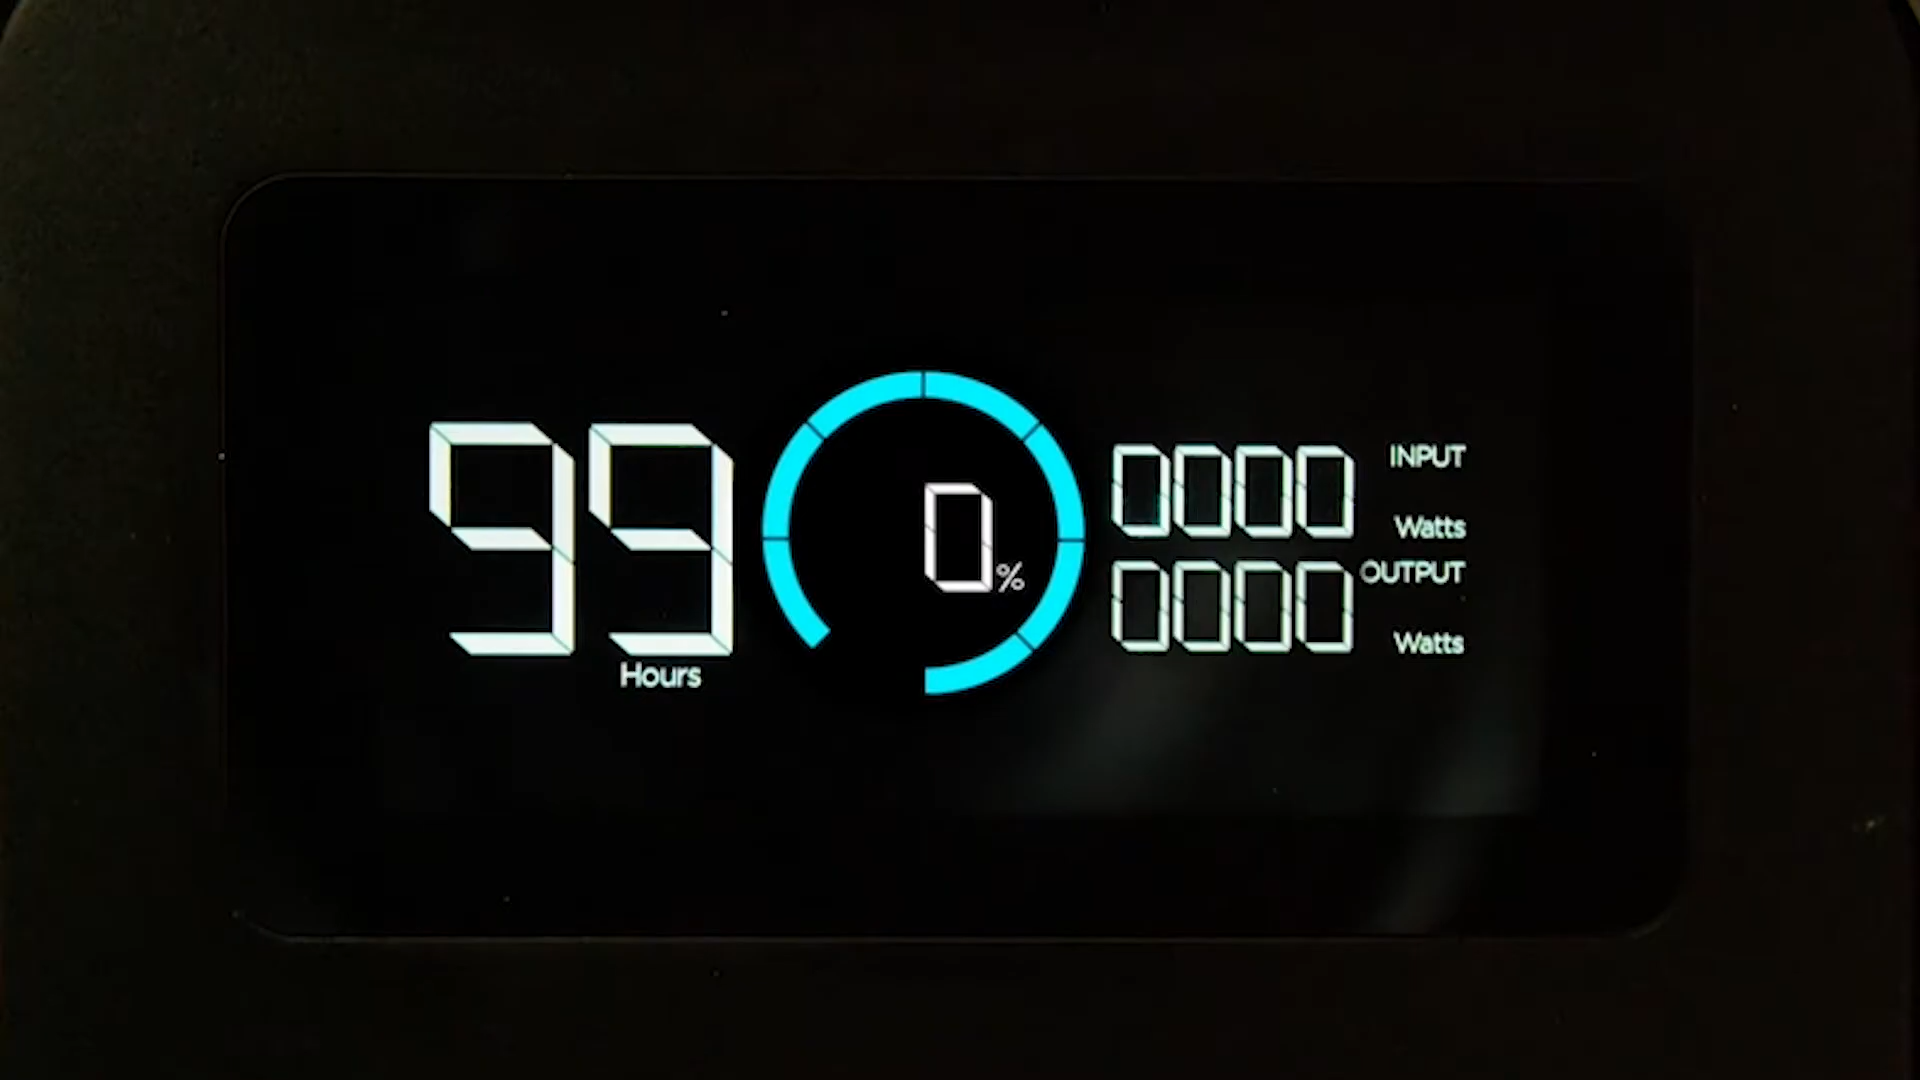 99
Hours
0%
0000 INPUT
Watts
0000 OUTPUT
Watts